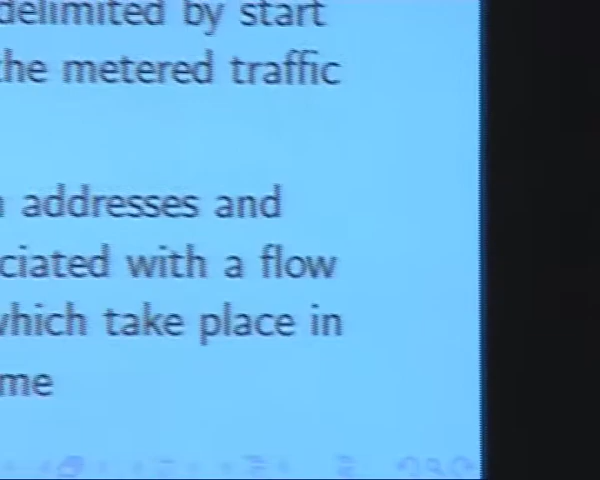 delimited by start
the metered traffic
addresses and
ciated with a flow
which take place in
me